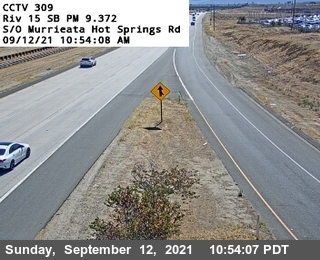 CCTV 309
Riv 15 SB PM 9.372
S/O Murrieata Hot Springs Rd
09/12/21 10:54:08 AM
Sunday, September 12, 2021 10:54:07 PDT